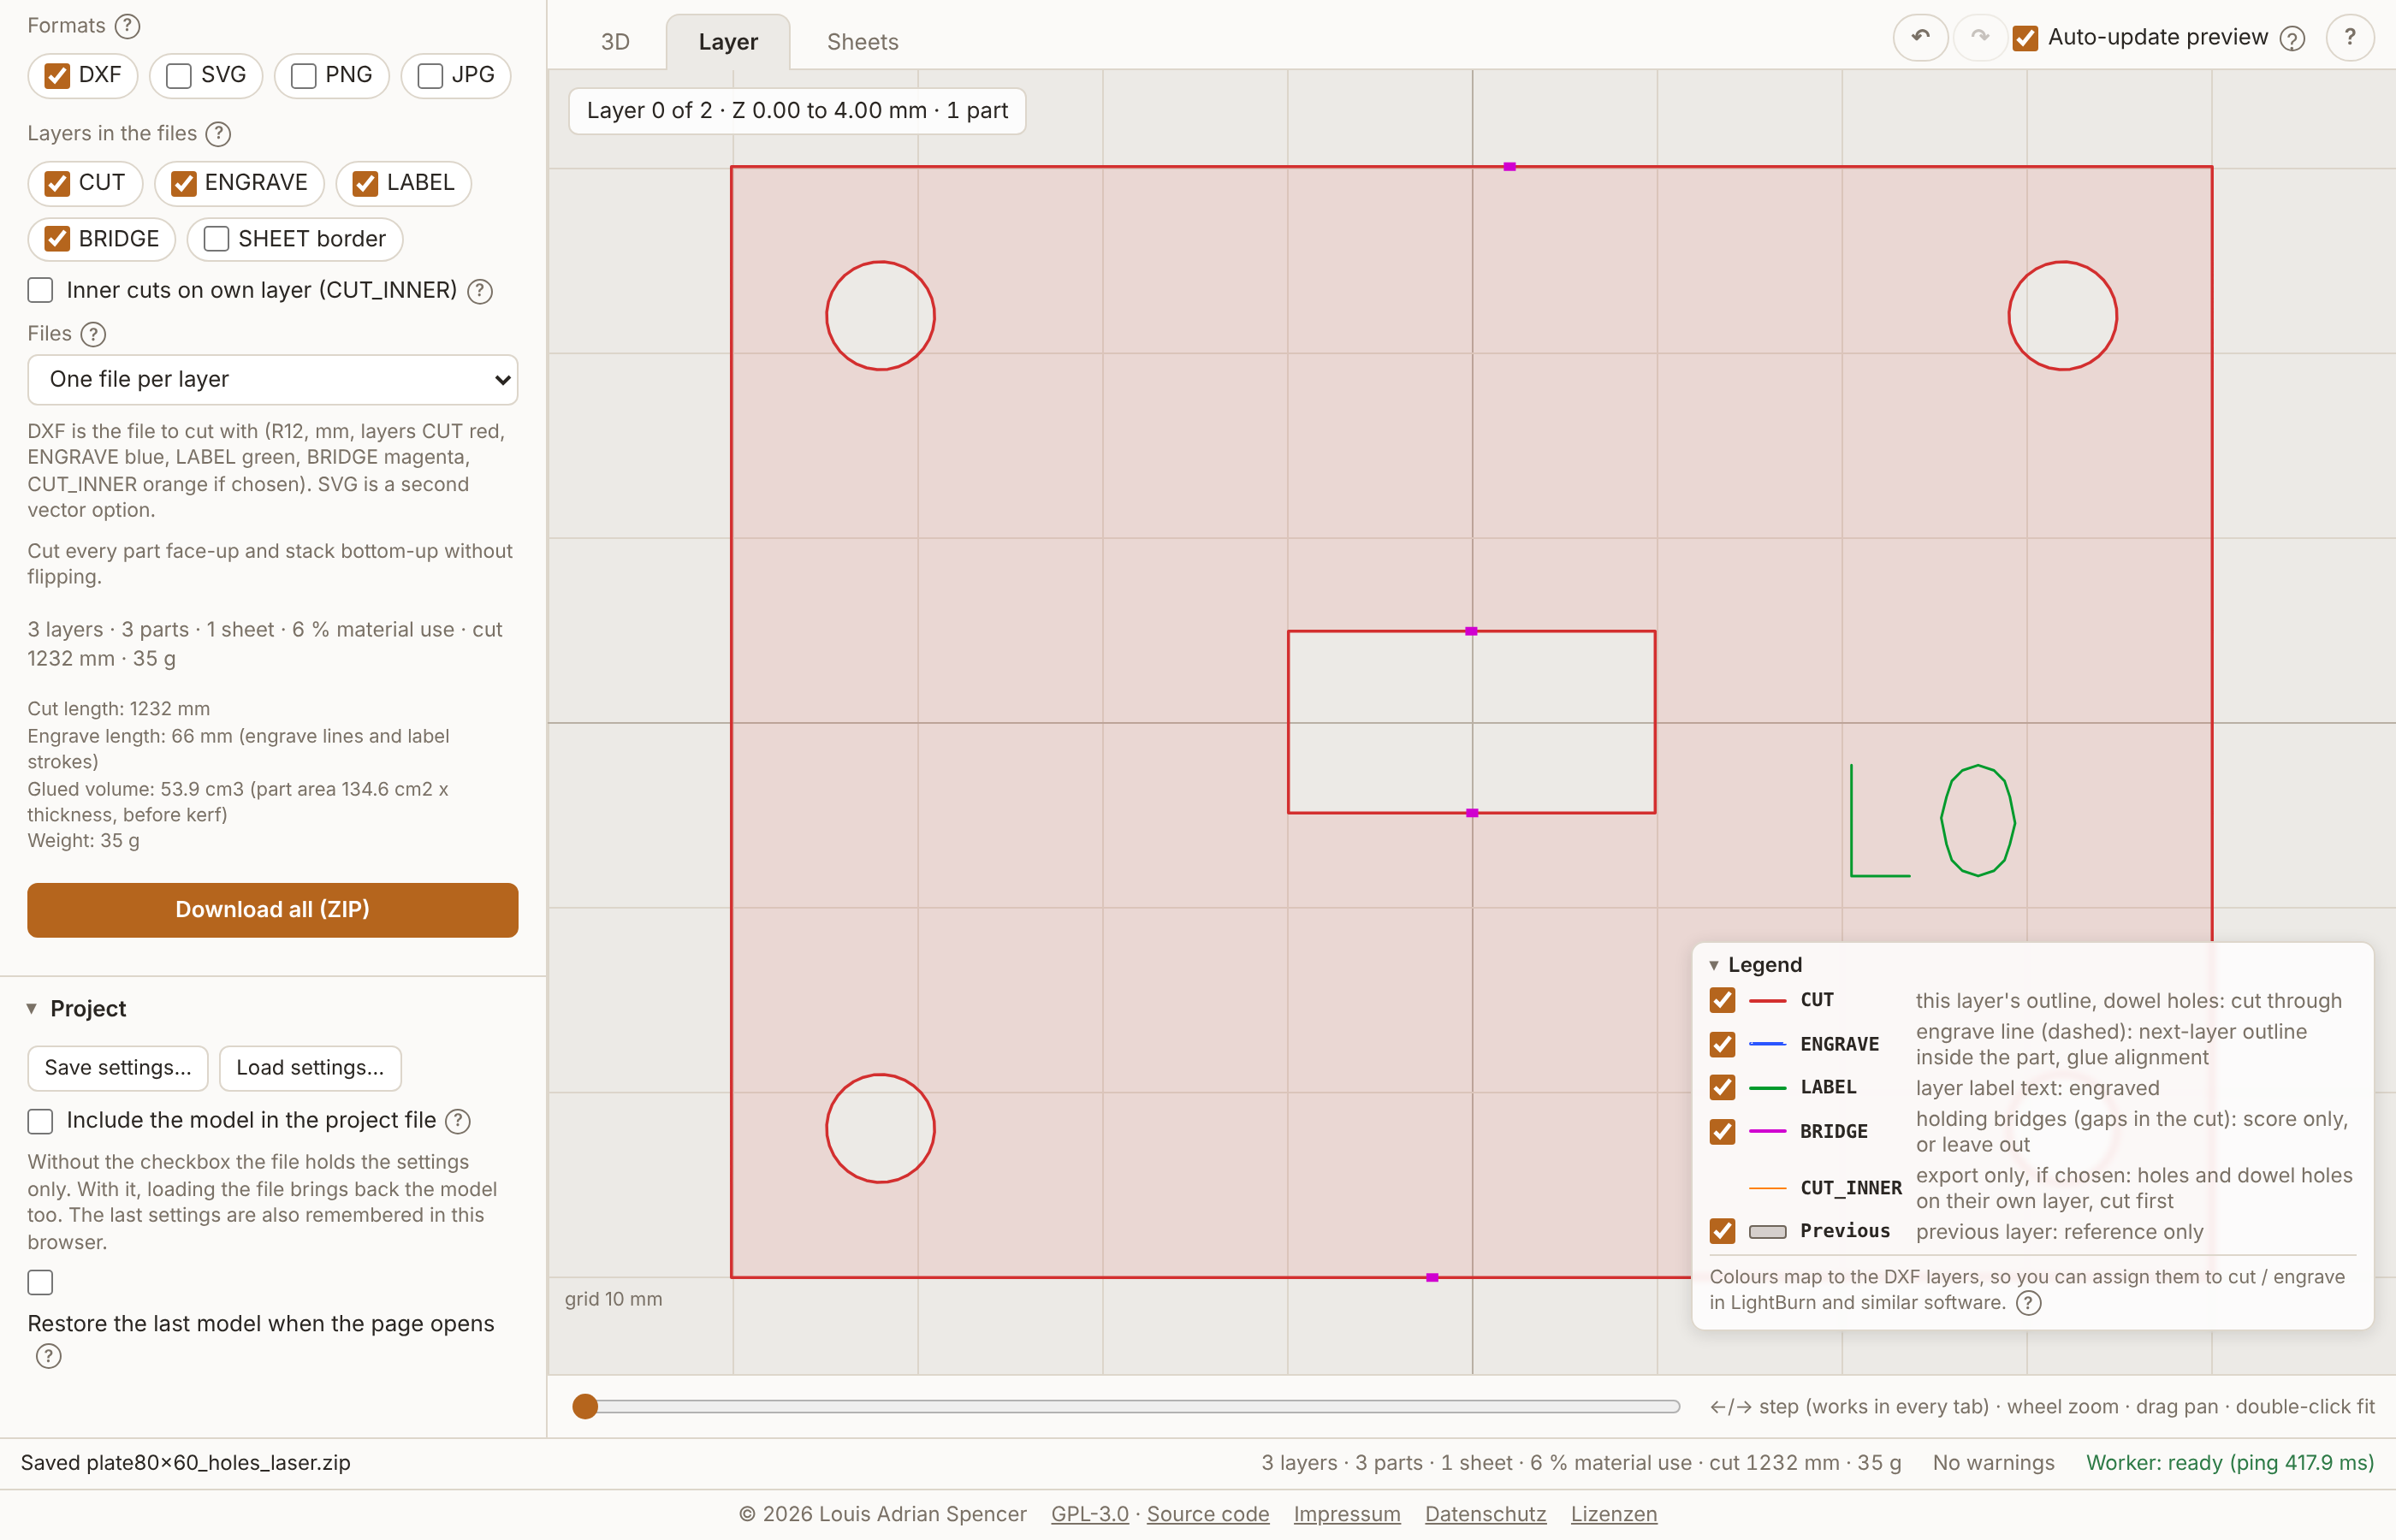 Formats ?
DXF SVG PNG JPG
Layers in the files ?
CUT ENGRAVE LABEL
BRIDGE SHEET border
Inner cuts on own layer (CUT_INNER) ?
Files ?
One file per layer
DXF is the file to cut with (R12, mm, layers CUT red,
ENGRAVE blue, LABEL green, BRIDGE magenta,
CUT_INNER orange if chosen). SVG is a second
vector option.
Cut every part face-up and stack bottom-up without
flipping.
3 layers · 3 parts · 1 sheet · 6 % material use · cut
1232 mm · 35 g
Cut length: 1232 mm
Engrave length: 66 mm (engrave lines and label
strokes)
Glued volume: 53.9 cm3 (part area 134.6 cm2 x
thickness, before kerf)
Weight: 35 g
Download all (ZIP)
▼ Project
Save settings... Load settings...
Include the model in the project file ?
Without the checkbox the file holds the settings
only. With it, loading the file brings back the model
too. The last settings are also remembered in this
browser.
Restore the last model when the page opens
?
3D Layer Sheets
↶ ↷ Auto-update preview ? ?
Layer 0 of 2 · Z 0.00 to 4.00 mm · 1 part
L0
▼ Legend
CUT this layer's outline, dowel holes: cut through
ENGRAVE engrave line (dashed): next-layer outline
inside the part, glue alignment
LABEL layer label text: engraved
BRIDGE holding bridges (gaps in the cut): score only,
or leave out
CUT_INNER export only, if chosen: holes and dowel holes
on their own layer, cut first
Previous previous layer: reference only
Colours map to the DXF layers, so you can assign them to cut / engrave
in LightBurn and similar software. ?
grid 10 mm
←/→ step (works in every tab) · wheel zoom · drag pan · double-click fit
Saved plate80×60_holes_laser.zip
3 layers · 3 parts · 1 sheet · 6 % material use · cut 1232 mm · 35 g No warnings Worker: ready (ping 417.9 ms)
© 2026 Louis Adrian Spencer GPL-3.0 · Source code Impressum Datenschutz Lizenzen